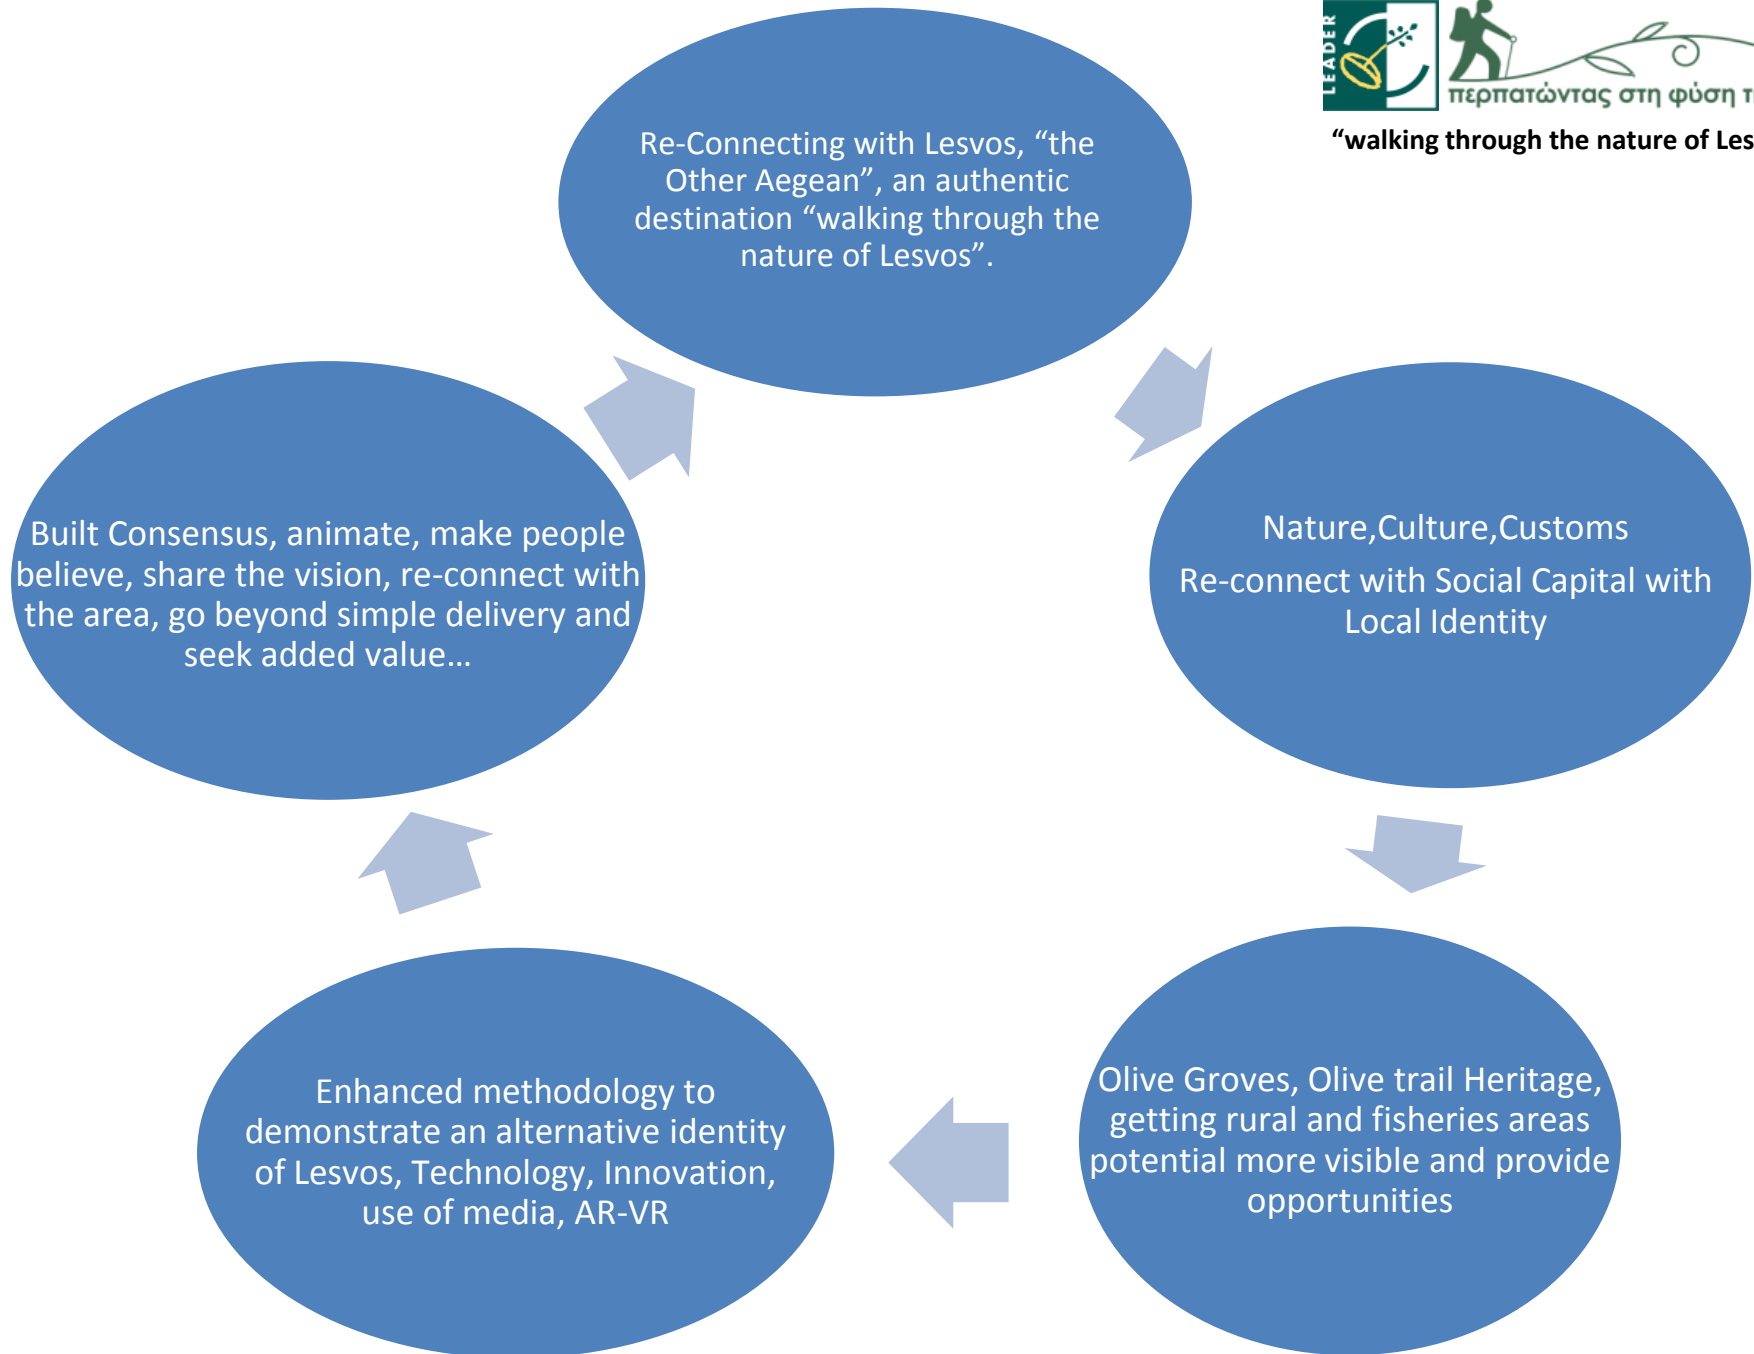 LEADER
περπατώντας στη φύση
“walking through the nature of
Re-Connecting with Lesvos, “the
Other Aegean”, an authentic
destination “walking through the
nature of Lesvos”.
Nature,Culture,Customs
Re-connect with Social Capital with
Local Identity
Olive Groves, Olive trail Heritage,
getting rural and fisheries areas
potential more visible and provide
opportunities
Enhanced methodology to
demonstrate an alternative identity
of Lesvos, Technology, Innovation,
use of media, AR-VR
Built Consensus, animate, make people
believe, share the vision, re-connect with
the area, go beyond simple delivery and
seek added value…